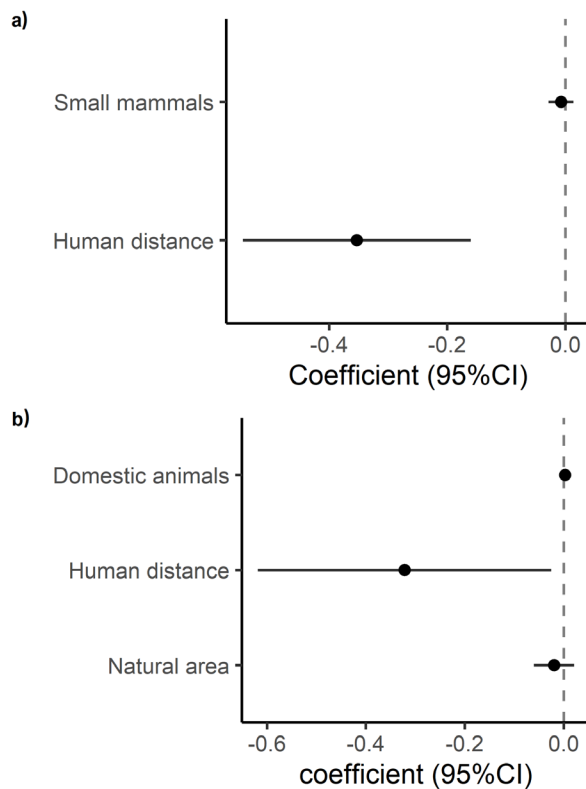 a)
Small mammals
Human distance
-0.4 -0.2 0.0
Coefficient (95%CI)
b)
Domestic animals
Human distance
Natural area
-0.6 -0.4 -0.2 0.0
coefficient (95%CI)